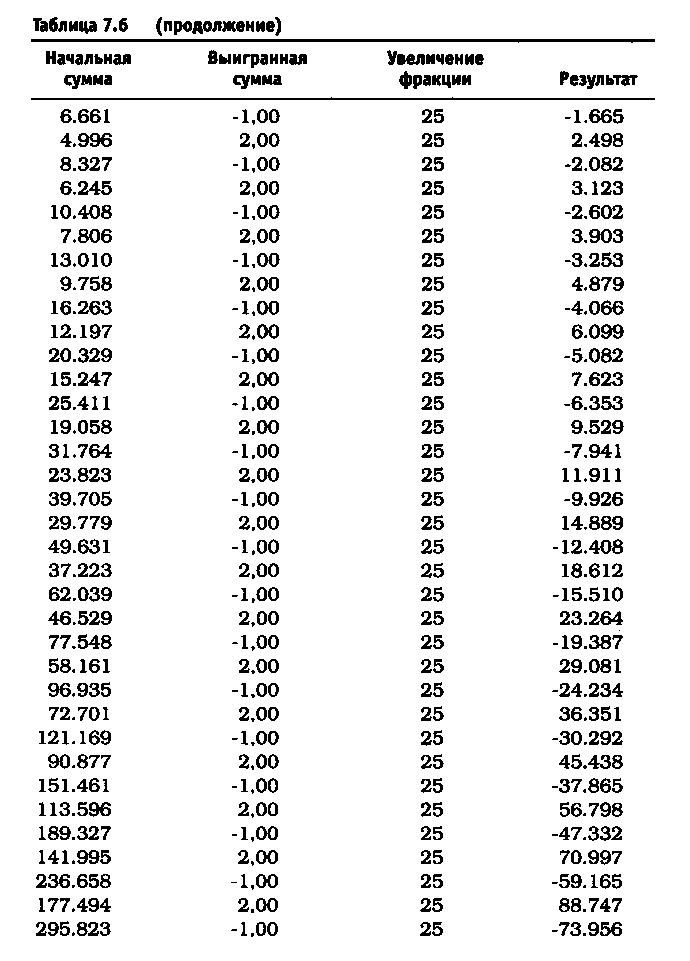 Таблица 7.6 (продолжение)
Начальная Выигранная Увеличение
сумма сумма фракции Результат
6.661 -1,00 25 -1.665
4.996 2,00 25 2.498
8.327 -1,00 25 -2.082
6.245 2,00 25 3.123
10.408 -1,00 25 -2.602
7.806 2,00 25 3.903
13.010 -1,00 25 -3.253
9.758 2,00 25 4.879
16.263 -1,00 25 -4.066
12.197 2,00 25 6.099
20.329 -1,00 25 -5.082
15.247 2,00 25 7.623
25.411 -1,00 25 -6.353
19.058 2,00 25 9.529
31.764 -1,00 25 -7.941
23.823 2,00 25 11.911
39.705 -1,00 25 -9.926
29.779 2,00 25 14.889
49.631 -1,00 25 -12.408
37.223 2,00 25 18.612
62.039 -1,00 25 -15.510
46.529 2,00 25 23.264
77.548 -1,00 25 -19.387
58.161 2,00 25 29.081
96.935 -1,00 25 -24.234
72.701 2,00 25 36.351
121.169 -1,00 25 -30.292
90.877 2,00 25 45.438
151.461 -1,00 25 -37.865
113.596 2,00 25 56.798
189.327 -1,00 25 -47.332
141.995 2,00 25 70.997
236.658 -1,00 25 -59.165
177.494 2,00 25 88.747
295.823 -1,00 25 -73.956